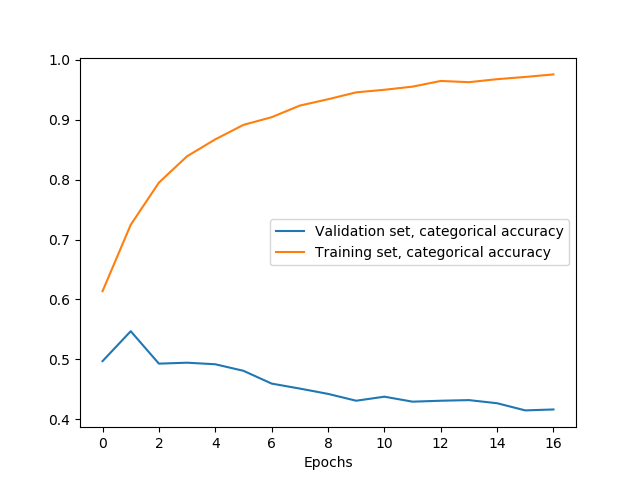 1.0
0.9
0.8
0.7
0.6
0.5
0.4
Validation set, categorical accuracy
Training set, categorical accuracy
0 2 4 6 8 10 12 14 16
Epochs